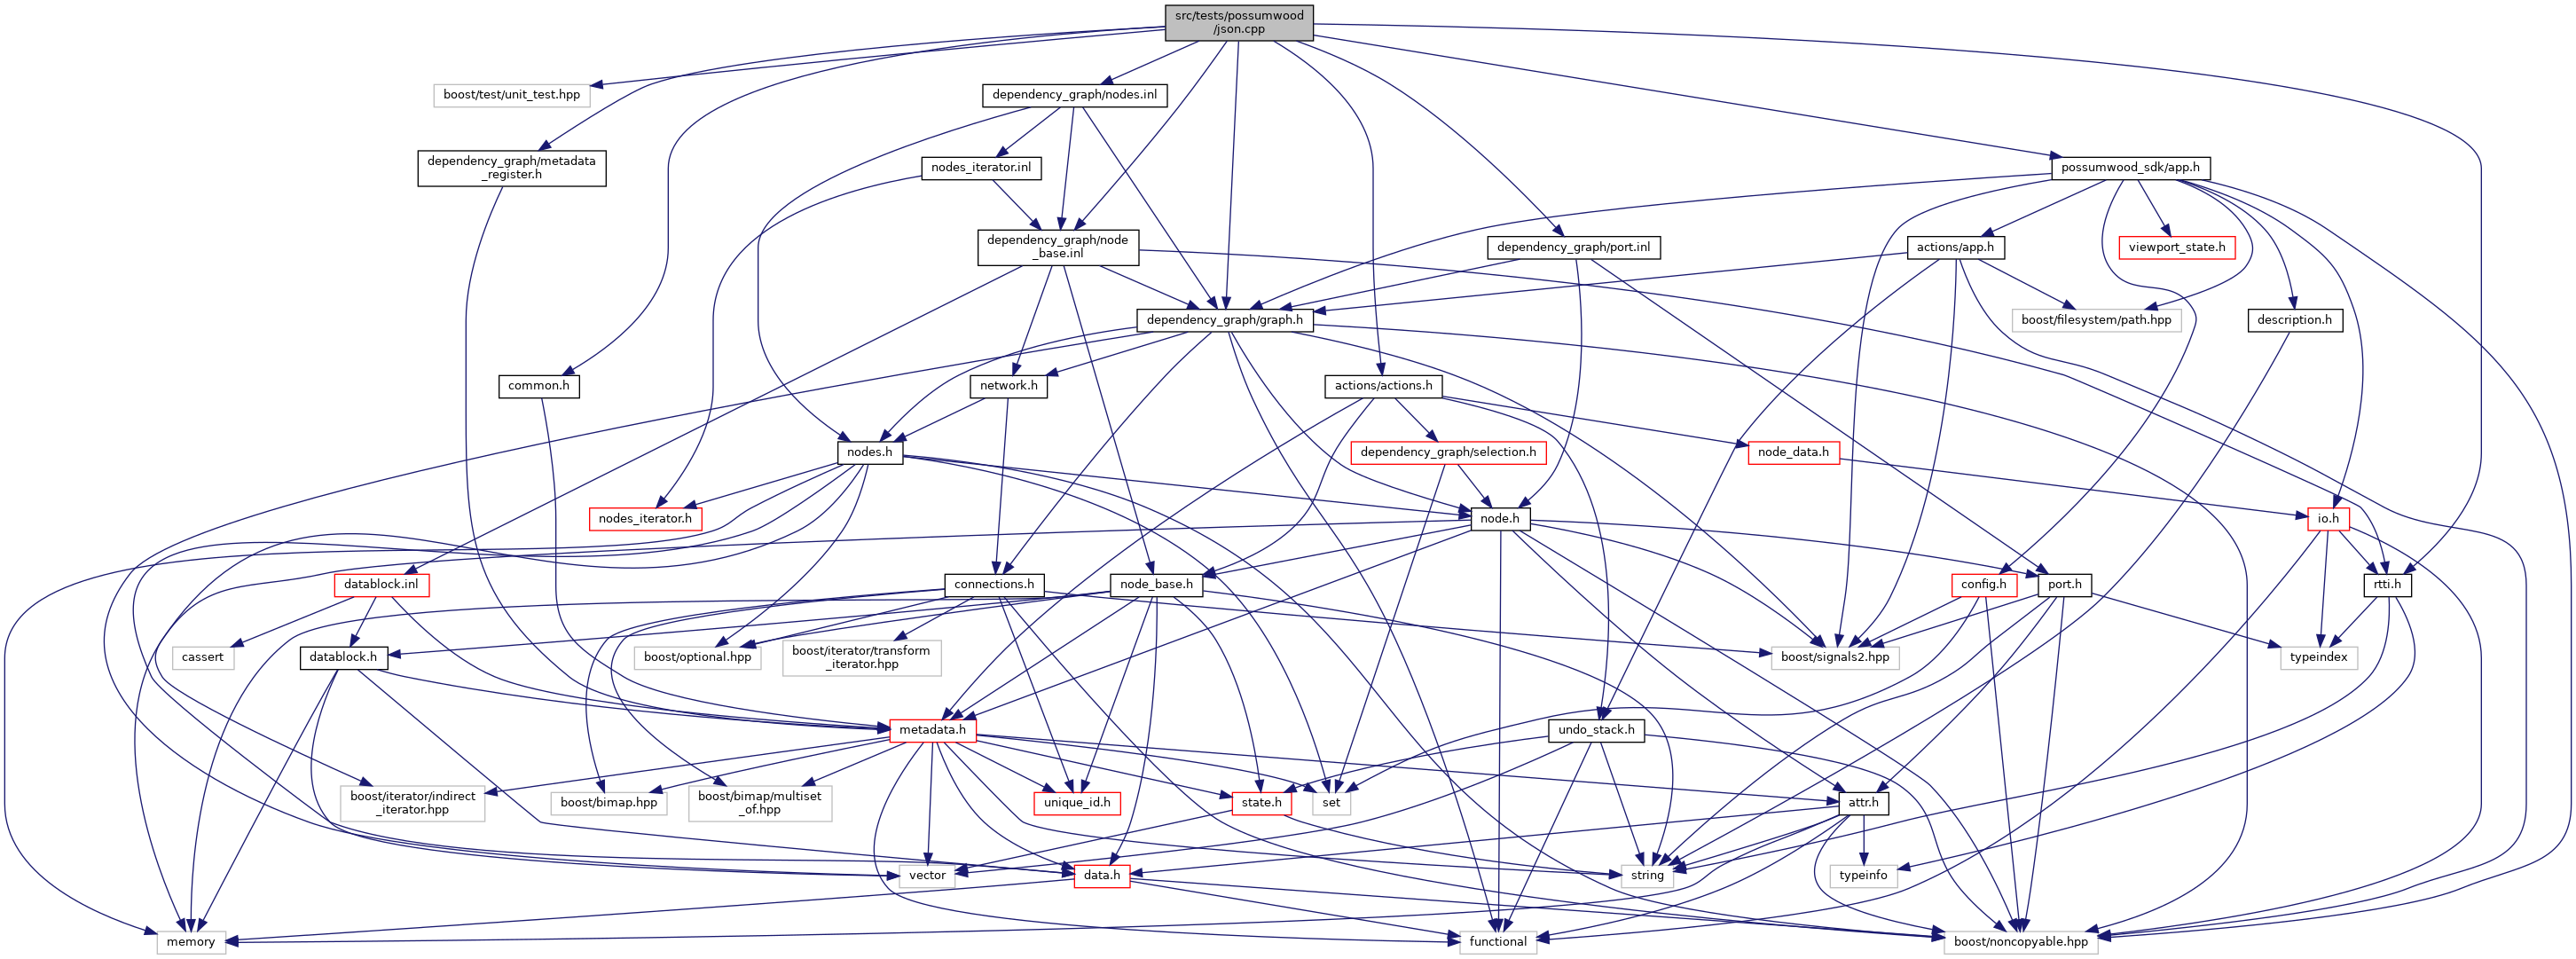 src/tests/possumwood
/json.cpp
boost/test/unit_test.hpp
dependency_graph/nodes.inl
dependency_graph/metadata
_register.h
nodes_iterator.inl
possumwood_sdk/app.h
dependency_graph/node
_base.inl
dependency_graph/port.inl
actions/app.h
viewport_state.h
dependency_graph/graph.h
boost/filesystem/path.hpp
description.h
common.h
network.h
actions/actions.h
nodes.h
dependency_graph/selection.h
node_data.h
nodes_iterator.h
node.h
io.h
datablock.inl
connections.h
node_base.h
config.h
port.h
rtti.h
cassert
datablock.h
boost/optional.hpp
boost/iterator/transform
_iterator.hpp
boost/signals2.hpp
typeindex
metadata.h
undo_stack.h
boost/iterator/indirect
_iterator.hpp
boost/bimap.hpp
boost/bimap/multiset
_of.hpp
unique_id.h
state.h
set
attr.h
vector
data.h
string
typeinfo
memory
functional
boost/noncopyable.hpp